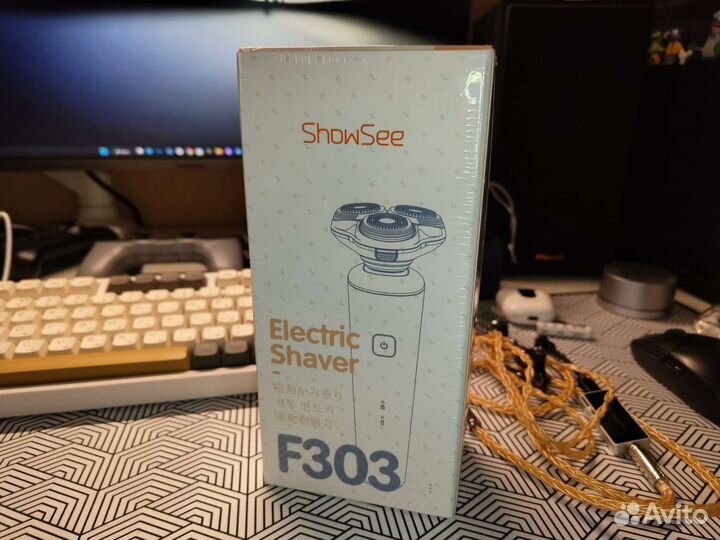 ShowSee
Electric
Shaver
電動かみそり
전동 면도기
電動剃鬚刀
F303
Avito